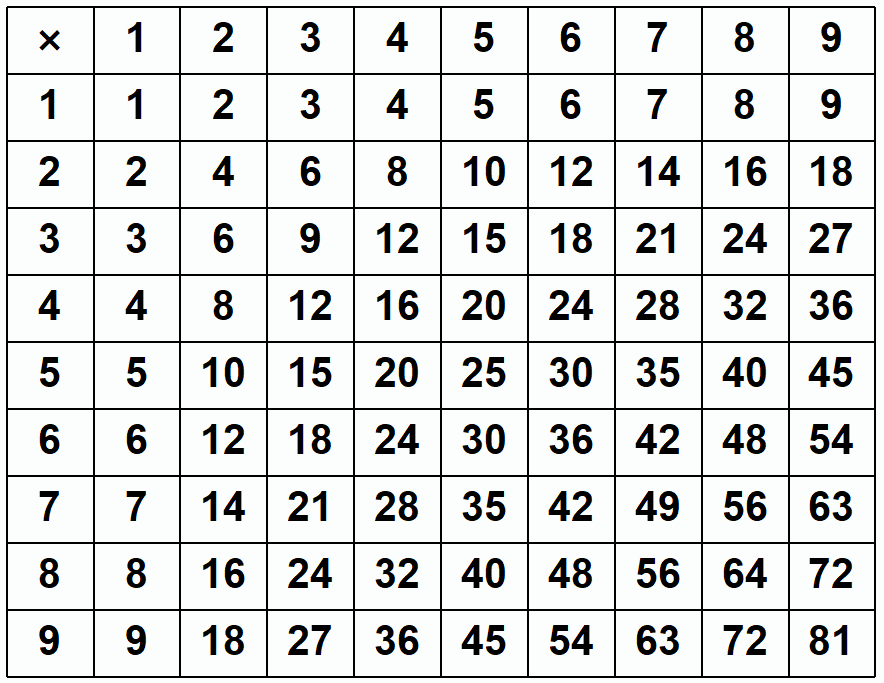 × 1 2 3 4 5 6 7 8 9
1 1 2 3 4 5 6 7 8 9
2 2 4 6 8 10 12 14 16 18
3 3 6 9 12 15 18 21 24 27
4 4 8 12 16 20 24 28 32 36
5 5 10 15 20 25 30 35 40 45
6 6 12 18 24 30 36 42 48 54
7 7 14 21 28 35 42 49 56 63
8 8 16 24 32 40 48 56 64 72
9 9 18 27 36 45 54 63 72 81